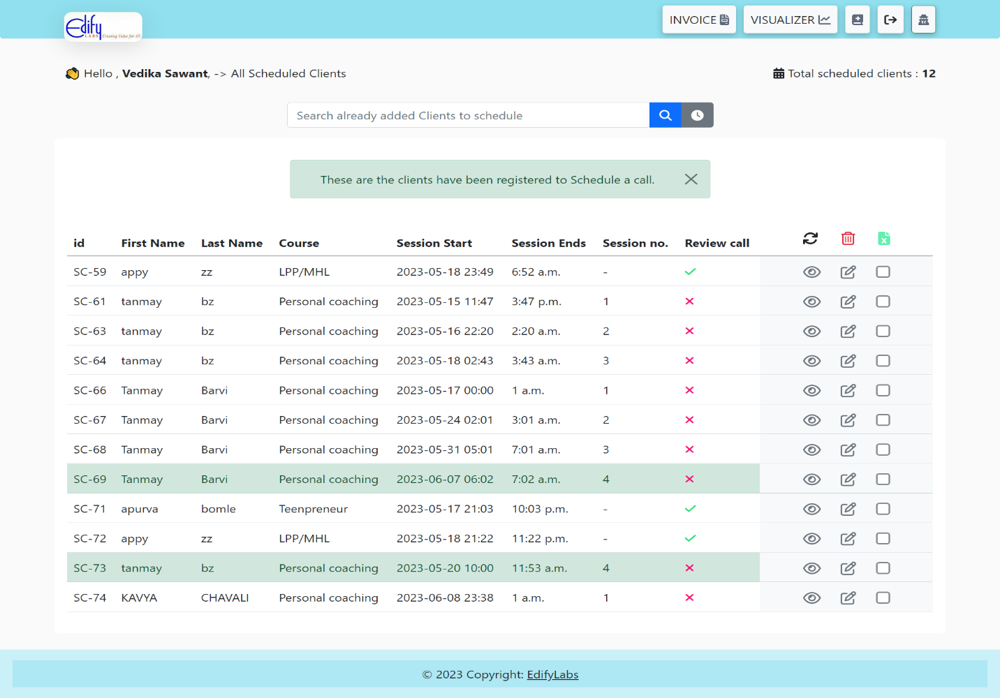 Edify
LABS Creating Value for All
INVOICE
VISUALIZER
Hello , Vedika Sawant, -> All Scheduled Clients
Total scheduled clients : 12
Search already added Clients to schedule
These are the clients have been registered to Schedule a call.
id First Name Last Name Course Session Start Session Ends Session no. Review call
SC-59 appy zz LPP/MHL 2023-05-18 23:49 6:52 a.m. -
SC-61 tanmay bz Personal coaching 2023-05-15 11:47 3:47 p.m. 1
SC-63 tanmay bz Personal coaching 2023-05-16 22:20 2:20 a.m. 2
SC-64 tanmay bz Personal coaching 2023-05-18 02:43 3:43 a.m. 3
SC-66 Tanmay Barvi Personal coaching 2023-05-17 00:00 1 a.m. 1
SC-67 Tanmay Barvi Personal coaching 2023-05-24 02:01 3:01 a.m. 2
SC-68 Tanmay Barvi Personal coaching 2023-05-31 05:01 7:01 a.m. 3
SC-69 Tanmay Barvi Personal coaching 2023-06-07 06:02 7:02 a.m. 4
SC-71 apurva bomle Teenpreneur 2023-05-17 21:03 10:03 p.m. -
SC-72 appy zz LPP/MHL 2023-05-18 21:22 11:22 p.m. -
SC-73 tanmay bz Personal coaching 2023-05-20 10:00 11:53 a.m. 4
SC-74 KAVYA CHAVALI Personal coaching 2023-06-08 23:38 1 a.m. 1
© 2023 Copyright: EdifyLabs